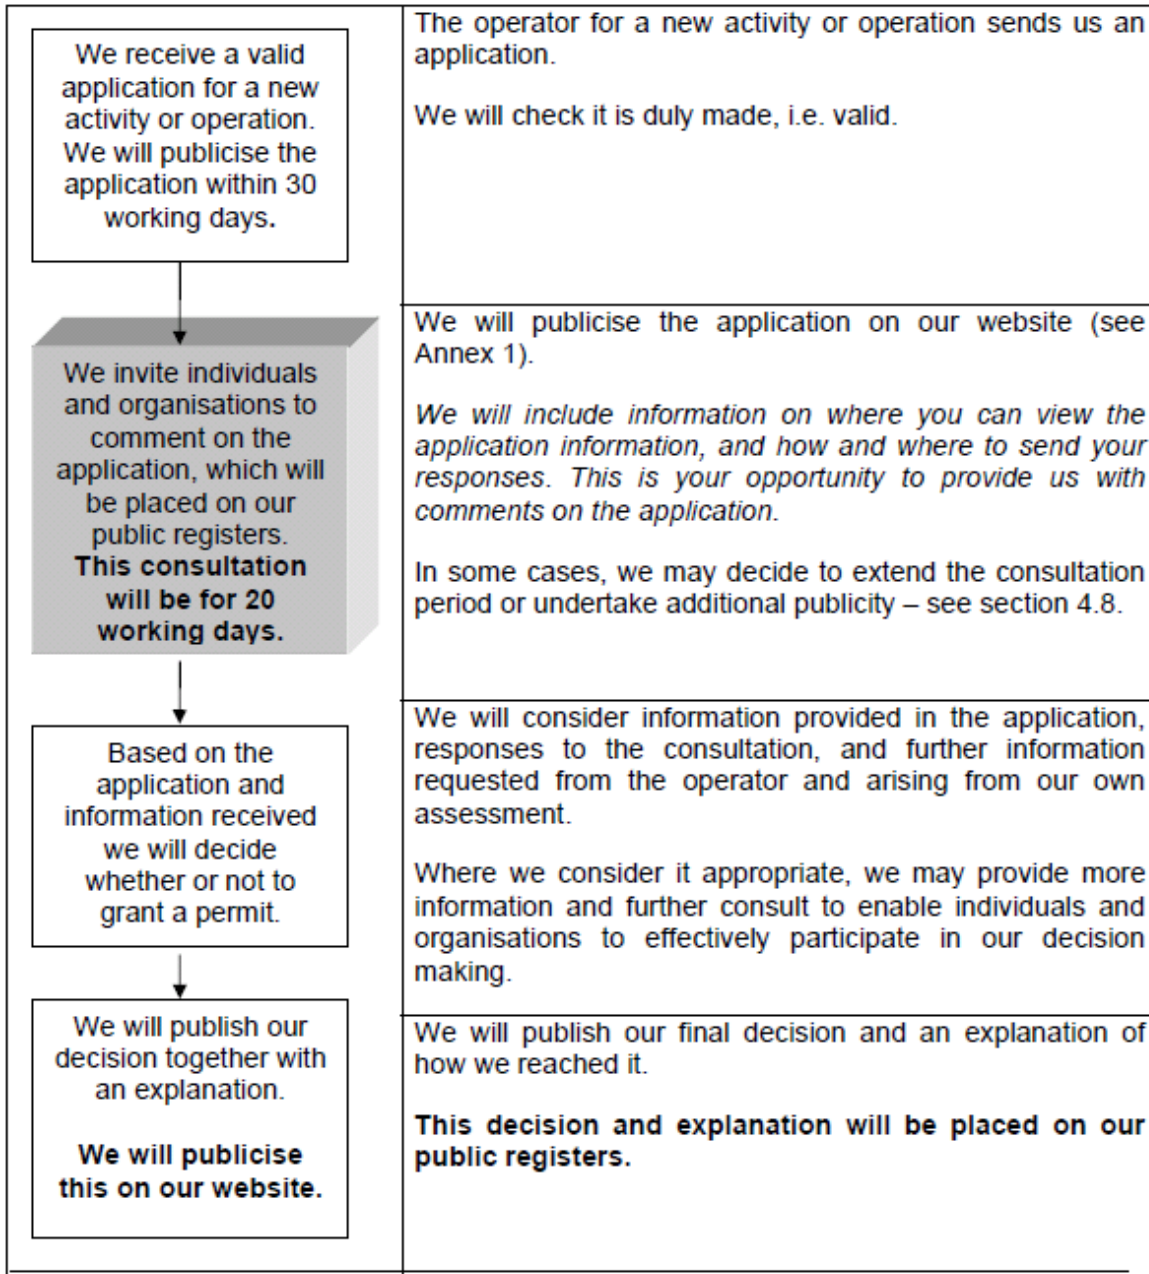 We receive a valid
application for a new
activity or operation.
We will publicise the
application within 30
working days.
The operator for a new activity or operation sends us an
application.
We will check it is duly made, i.e. valid.
We invite individuals
and organisations to
comment on the
application, which will
be placed on our
public registers.
This consultation
will be for 20
working days.
We will publicise the application on our website (see
Annex 1).
We will include information on where you can view the
application information, and how and where to send your
responses. This is your opportunity to provide us with
comments on the application.
In some cases, we may decide to extend the consultation
period or undertake additional publicity – see section 4.8.
Based on the
application and
information received
we will decide
whether or not to
grant a permit.
We will consider information provided in the application,
responses to the consultation, and further information
requested from the operator and arising from our own
assessment.
Where we consider it appropriate, we may provide more
information and further consult to enable individuals and
organisations to effectively participate in our decision
making.
We will publish our
decision together with
an explanation.
We will publicise
this on our website.
We will publish our final decision and an explanation of
how we reached it.
This decision and explanation will be placed on our
public registers.